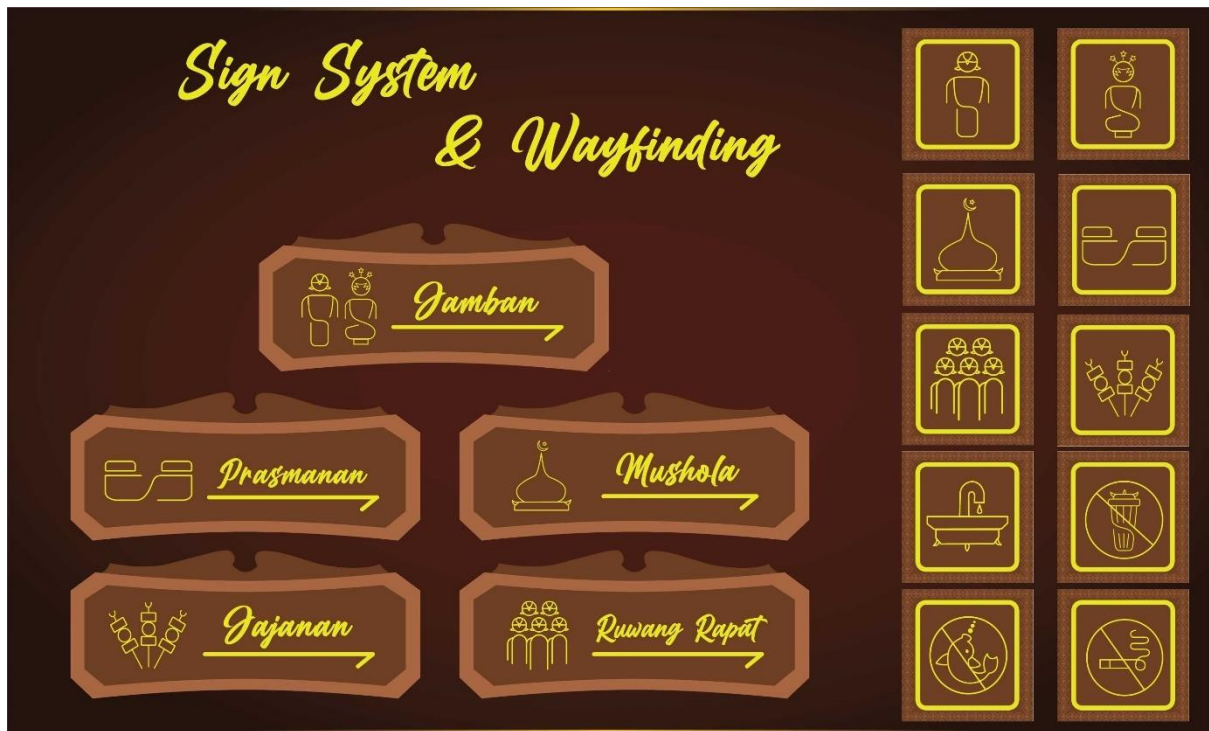 Sign System
& Wayfinding
Jamban
Prasmanan
Mushola
Jajanan
Ruwang Rapat